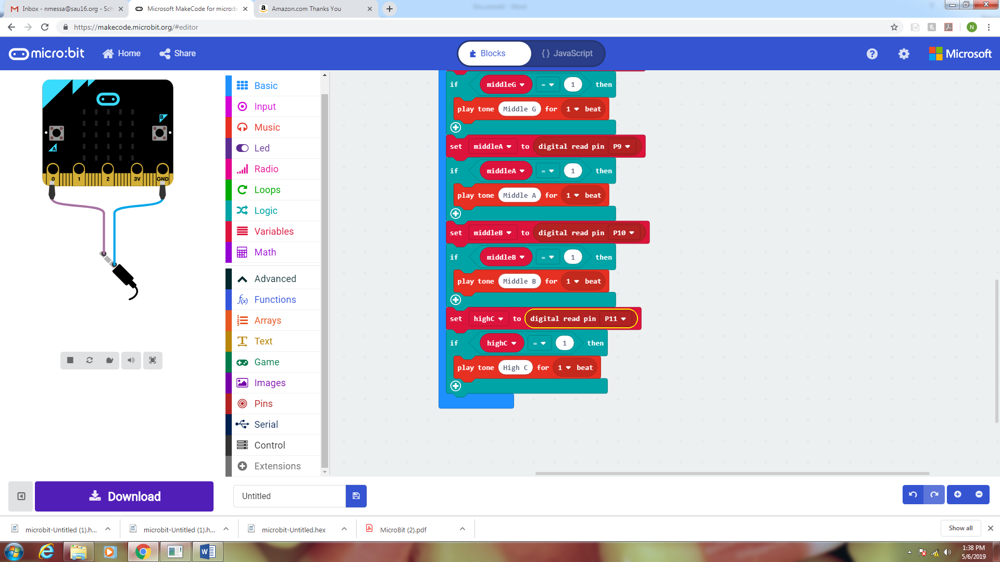 Inbox - nmessa@sau16.org - Sch
Microsoft MakeCode for micro:bi
Amazon.com Thanks You
https://makecode.microbit.org/#editor
N
micro:bit
Home
Share
Blocks
{} JavaScript
Microsoft
A
B
0
1
2
3V
GND
Basic
Input
Music
Led
Radio
Loops
Logic
Variables
Math
Advanced
f(x) Functions
Arrays
Text
Game
Images
Pins
Serial
Control
Extensions
if middleG = 1 then
play tone Middle G for 1 beat
set middleA to digital read pin P9
if middleA = 1 then
play tone Middle A for 1 beat
set middleB to digital read pin P10
if middleB = 1 then
play tone Middle B for 1 beat
set highC to digital read pin P11
if highC = 1 then
play tone High C for 1 beat
Download
Untitled
microbit-Untitled (1).h...
microbit-Untitled (1).h...
microbit-Untitled.hex
MicroBit (2).pdf
Show all
1:38 PM
5/6/2019